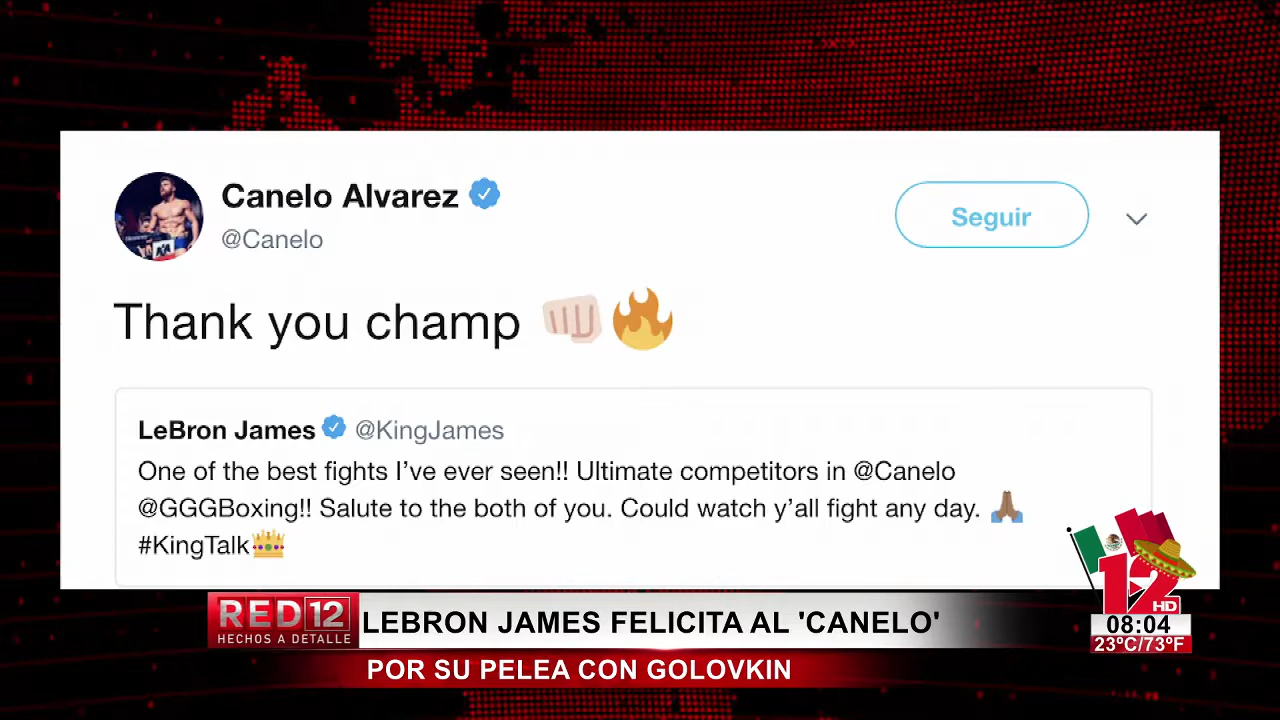 Canelo Alvarez
@Canelo
Seguir
Thank you champ 👊🏻🔥
LeBron James @KingJames
One of the best fights I've ever seen!! Ultimate competitors in @Canelo
@GGGBoxing!! Salute to the both of you. Could watch y'all fight any day. 🙏🏾
#KingTalk👑
RED 12
HECHOS A DETALLE
LEBRON JAMES FELICITA AL 'CANELO'
POR SU PELEA CON GOLOVKIN
12
HD
08:04
23°C/73°F